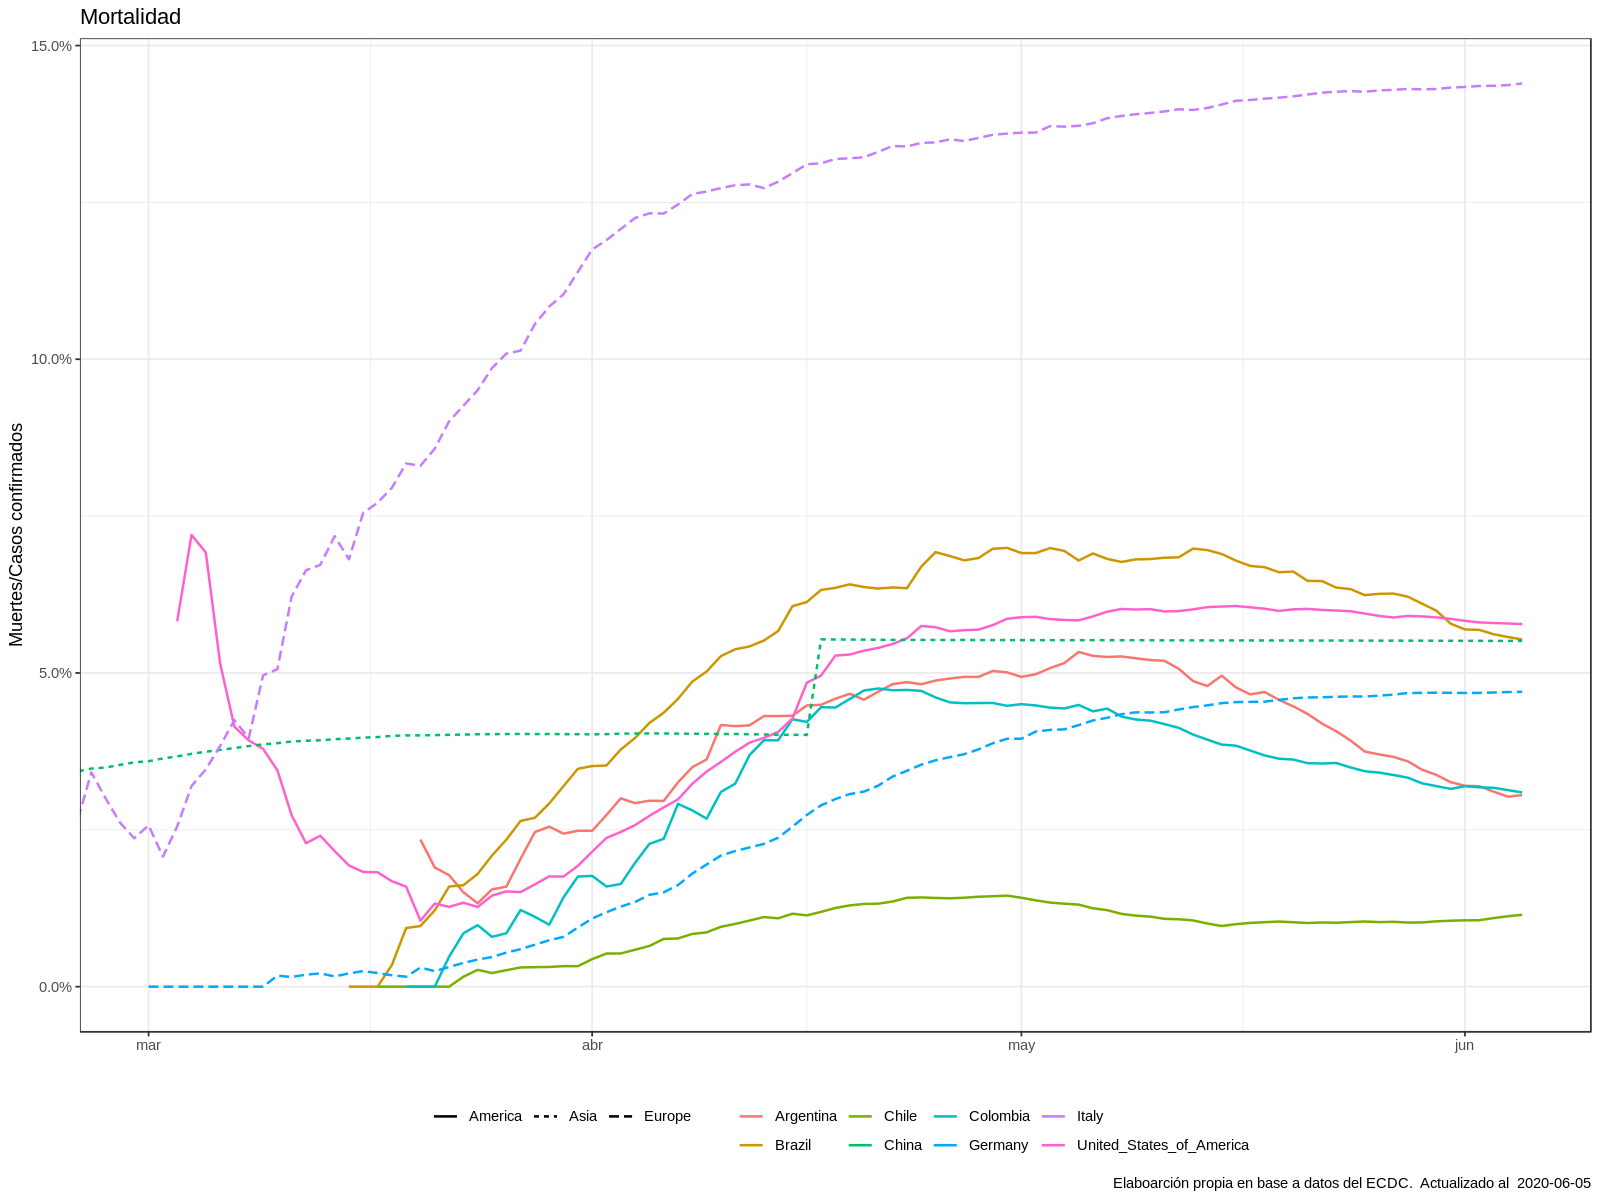 Mortalidad
15.0%
10.0%
5.0%
0.0%
Muertes/Casos confirmados
mar abr may jun
America Asia Europe Argentina Chile Colombia Italy
Brazil China Germany United_States_of_America
Elaboarción propia en base a datos del ECDC. Actualizado al 2020-06-05